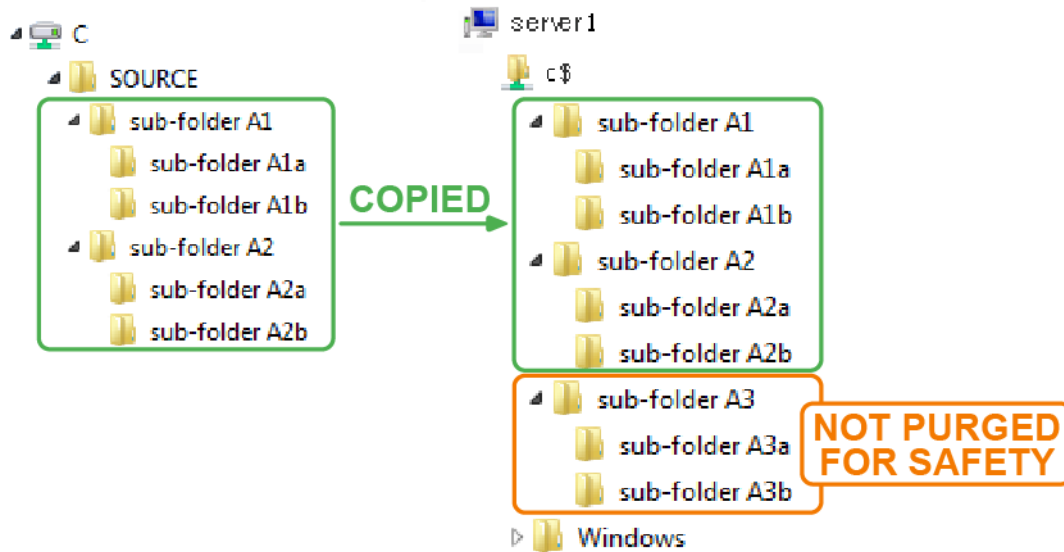 C
SOURCE
sub-folder A1
sub-folder A1a
sub-folder A1b
sub-folder A2
sub-folder A2a
sub-folder A2b
COPIED
server1
c$
sub-folder A1
sub-folder A1a
sub-folder A1b
sub-folder A2
sub-folder A2a
sub-folder A2b
sub-folder A3
sub-folder A3a
sub-folder A3b
NOT PURGED
FOR SAFETY
Windows